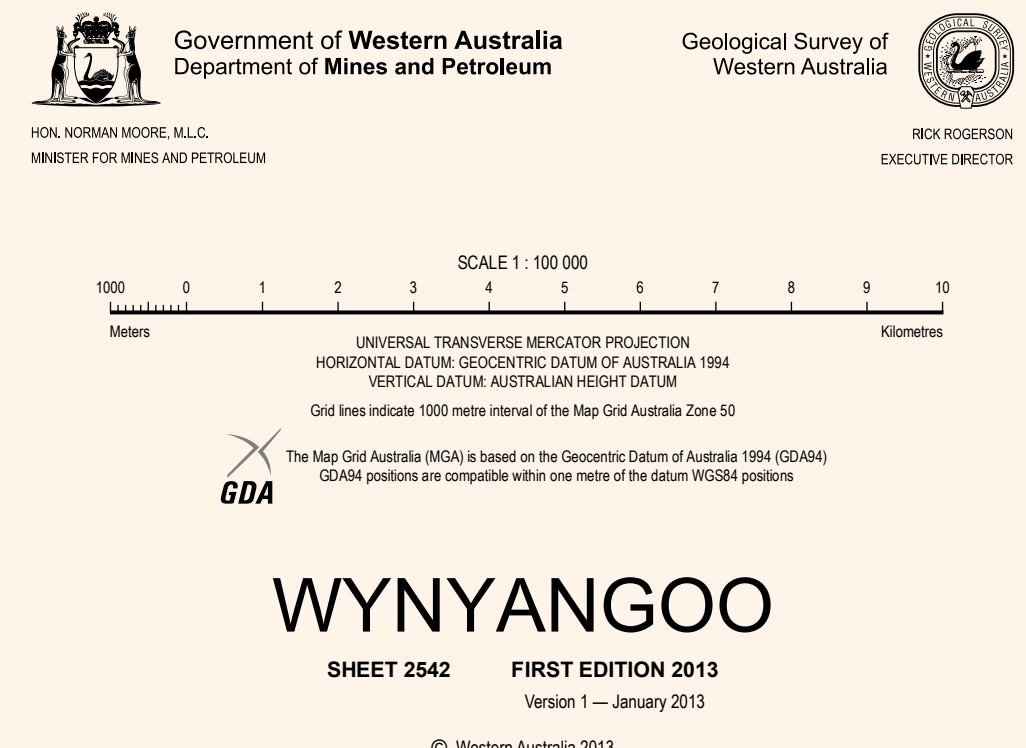 Government of Western Australia
Department of Mines and Petroleum
Geological Survey of
Western Australia
GEOLOGICAL SURVEY
WESTERN AUSTRALIA
HON. NORMAN MOORE, M.L.C.
MINISTER FOR MINES AND PETROLEUM
RICK ROGERSON
EXECUTIVE DIRECTOR
SCALE 1 : 100 000
1000 0 1 2 3 4 5 6 7 8 9 10
Meters Kilometres
UNIVERSAL TRANSVERSE MERCATOR PROJECTION
HORIZONTAL DATUM: GEOCENTRIC DATUM OF AUSTRALIA 1994
VERTICAL DATUM: AUSTRALIAN HEIGHT DATUM
Grid lines indicate 1000 metre interval of the Map Grid Australia Zone 50
GDA
The Map Grid Australia (MGA) is based on the Geocentric Datum of Australia 1994 (GDA94)
GDA94 positions are compatible within one metre of the datum WGS84 positions
WYNYANGOO
SHEET 2542 FIRST EDITION 2013
Version 1 — January 2013
© Western Australia 2013